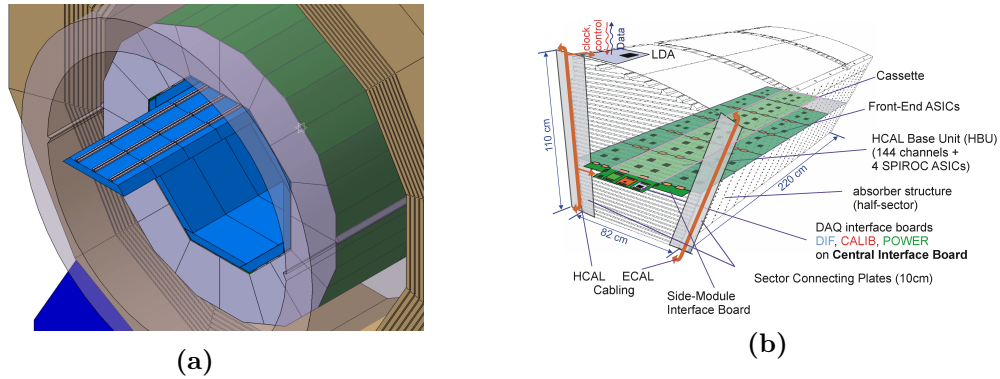 clock,
control
Data
LDA
Cassette
Front-End ASICs
110 cm
HCAL Base Unit (HBU)
(144 channels +
4 SPIROC ASICs)
220 cm
absorber structure
(half-sector)
82 cm
DAQ interface boards
DIF, CALIB, POWER
on Central Interface Board
HCAL ECAL
Cabling
Sector Connecting Plates (10cm)
Side-Module
Interface Board
(a)
(b)